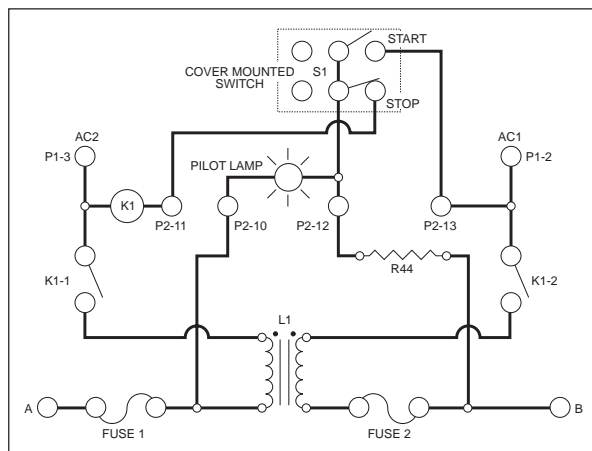 START
S1
COVER MOUNTED
SWITCH
STOP
AC2
AC1
P1-3
PILOT LAMP
P1-2
K1
P2-11
P2-10
P2-12
P2-13
R44
K1-1
K1-2
L1
A
B
FUSE 1
FUSE 2